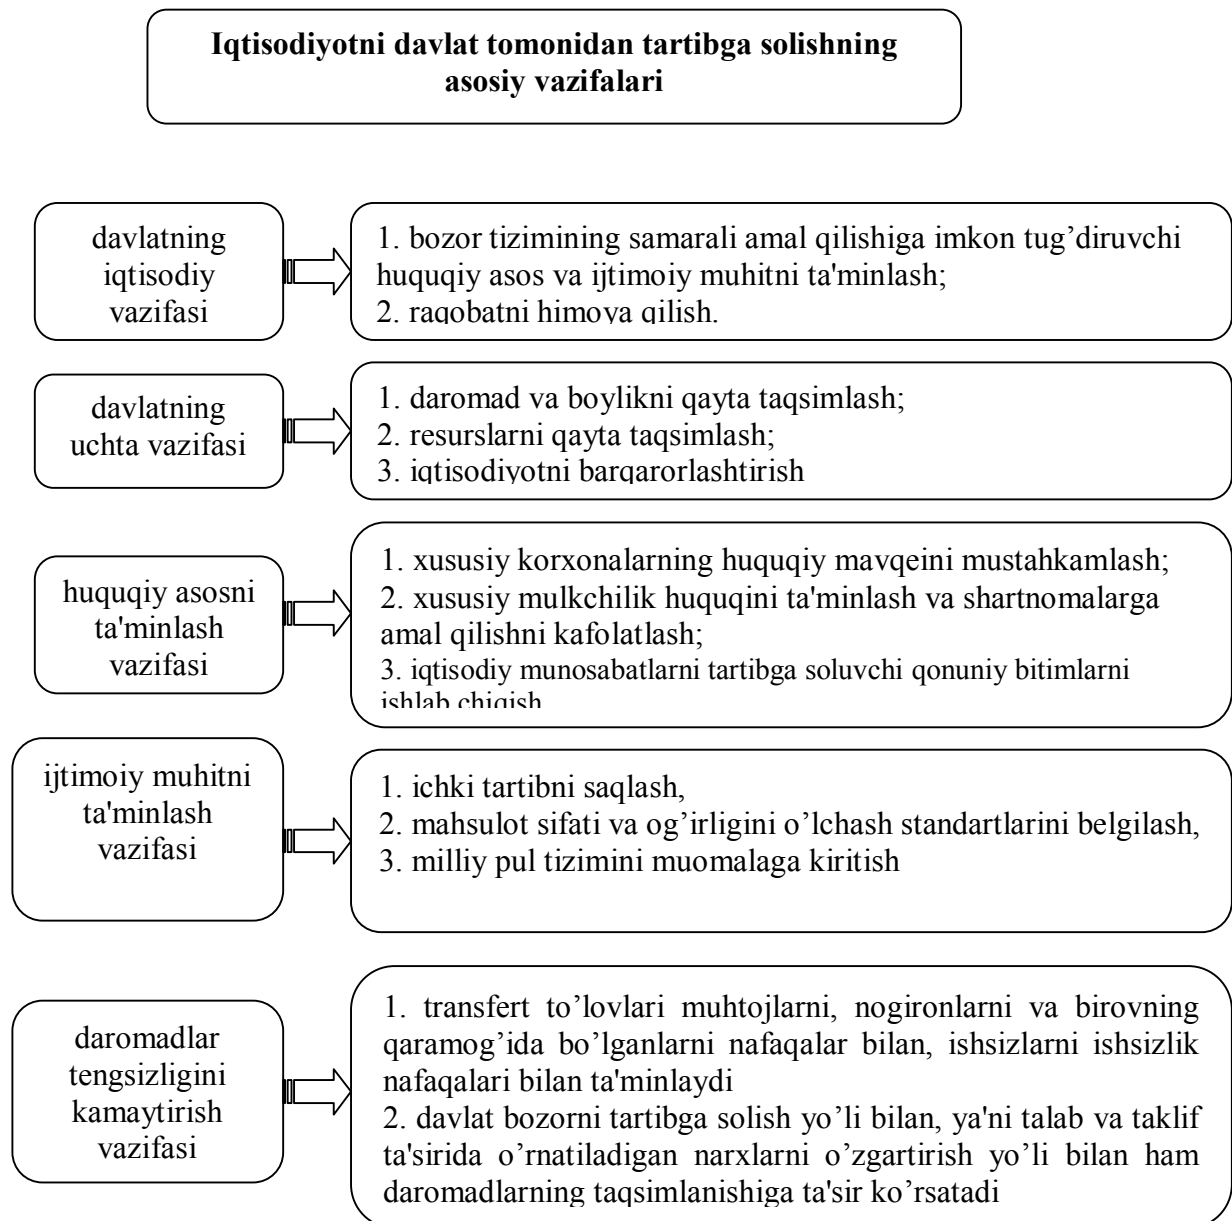 Iqtisodiyotni davlat tomonidan tartibga solishning
asosiy vazifalari
davlatning
iqtisodiy
vazifasi
1. bozor tizimining samarali amal qilishiga imkon tug’diruvchi
huquqiy asos va ijtimoiy muhitni ta'minlash;
2. raqobatni himoya qilish.
davlatning
uchta vazifasi
1. daromad va boylikni qayta taqsimlash;
2. resurslarni qayta taqsimlash;
3. iqtisodiyotni barqarorlashtirish
huquqiy asosni
ta'minlash
vazifasi
1. xususiy korxonalarning huquqiy mavqeini mustahkamlash;
2. xususiy mulkchilik huquqini ta'minlash va shartnomalarga
amal qilishni kafolatlash;
3. iqtisodiy munosabatlarni tartibga soluvchi qonuniy bitimlarni
ishlab chiqish
ijtimoiy muhitni
ta'minlash
vazifasi
1. ichki tartibni saqlash,
2. mahsulot sifati va og’irligini o’lchash standartlarini belgilash,
3. milliy pul tizimini muomalaga kiritish
daromadlar
tengsizligini
kamaytirish
vazifasi
1. transfert to’lovlari muhtojlarni, nogironlarni va birovning
qaramog’ida bo’lganlarni nafaqalar bilan, ishsizlarni ishsizlik
nafaqalari bilan ta'minlaydi
2. davlat bozorni tartibga solish yo’li bilan, ya'ni talab va taklif
ta'sirida o’rnatiladigan narxlarni o’zgartirish yo’li bilan ham
daromadlarning taqsimlanishiga ta'sir ko’rsatadi